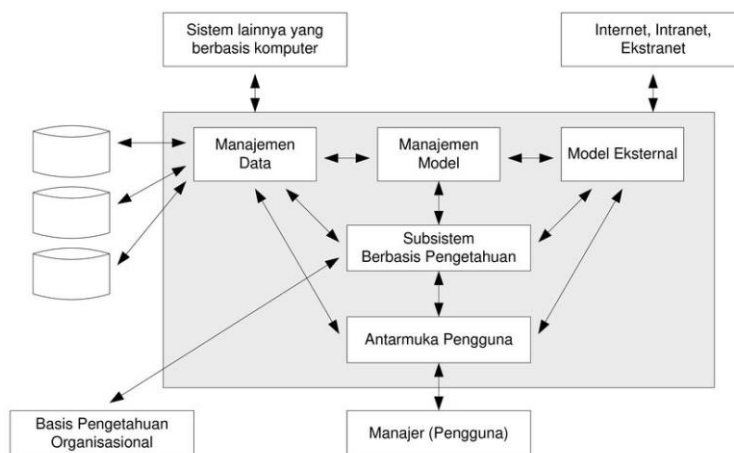 Sistem lainnya yang
berbasis komputer
Internet, Intranet,
Ekstranet
Manajemen
Data
Manajemen
Model
Model Eksternal
Subsistem
Berbasis Pengetahuan
Antarmuka Pengguna
Basis Pengetahuan
Organisasional
Manajer (Pengguna)